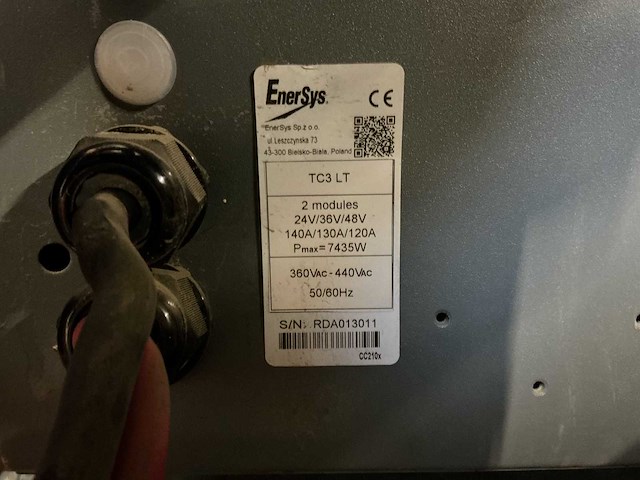 EnerSys.
CE
EnerSys Sp.z o.o.
ul.Leszczynska 73
43-300 Bielsko-Biala, Poland
TC3 LT
2 modules
24V/36V/48V
140A/130A/120A
Pmax=7435W
360VAC-440VAC
50/60Hz
S/N: RDA013011
CC210x